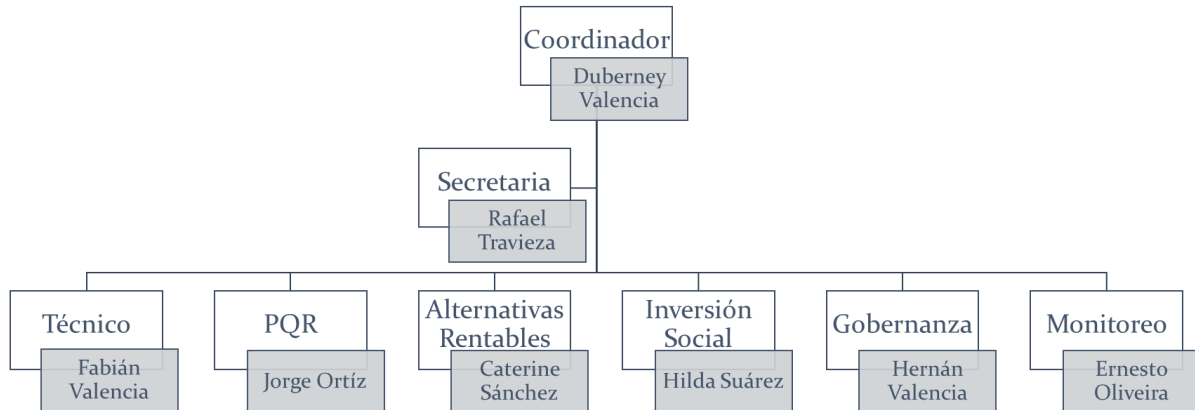 Coordinador
Duberney
Valencia
Secretaria
Rafael
Travieza
Técnico
Fabián
Valencia
PQR
Jorge Ortíz
Alternativas
Rentables
Caterine
Sánchez
Inversión
Social
Hilda Suárez
Gobernanza
Hernán
Valencia
Monitoreo
Ernesto
Oliveira